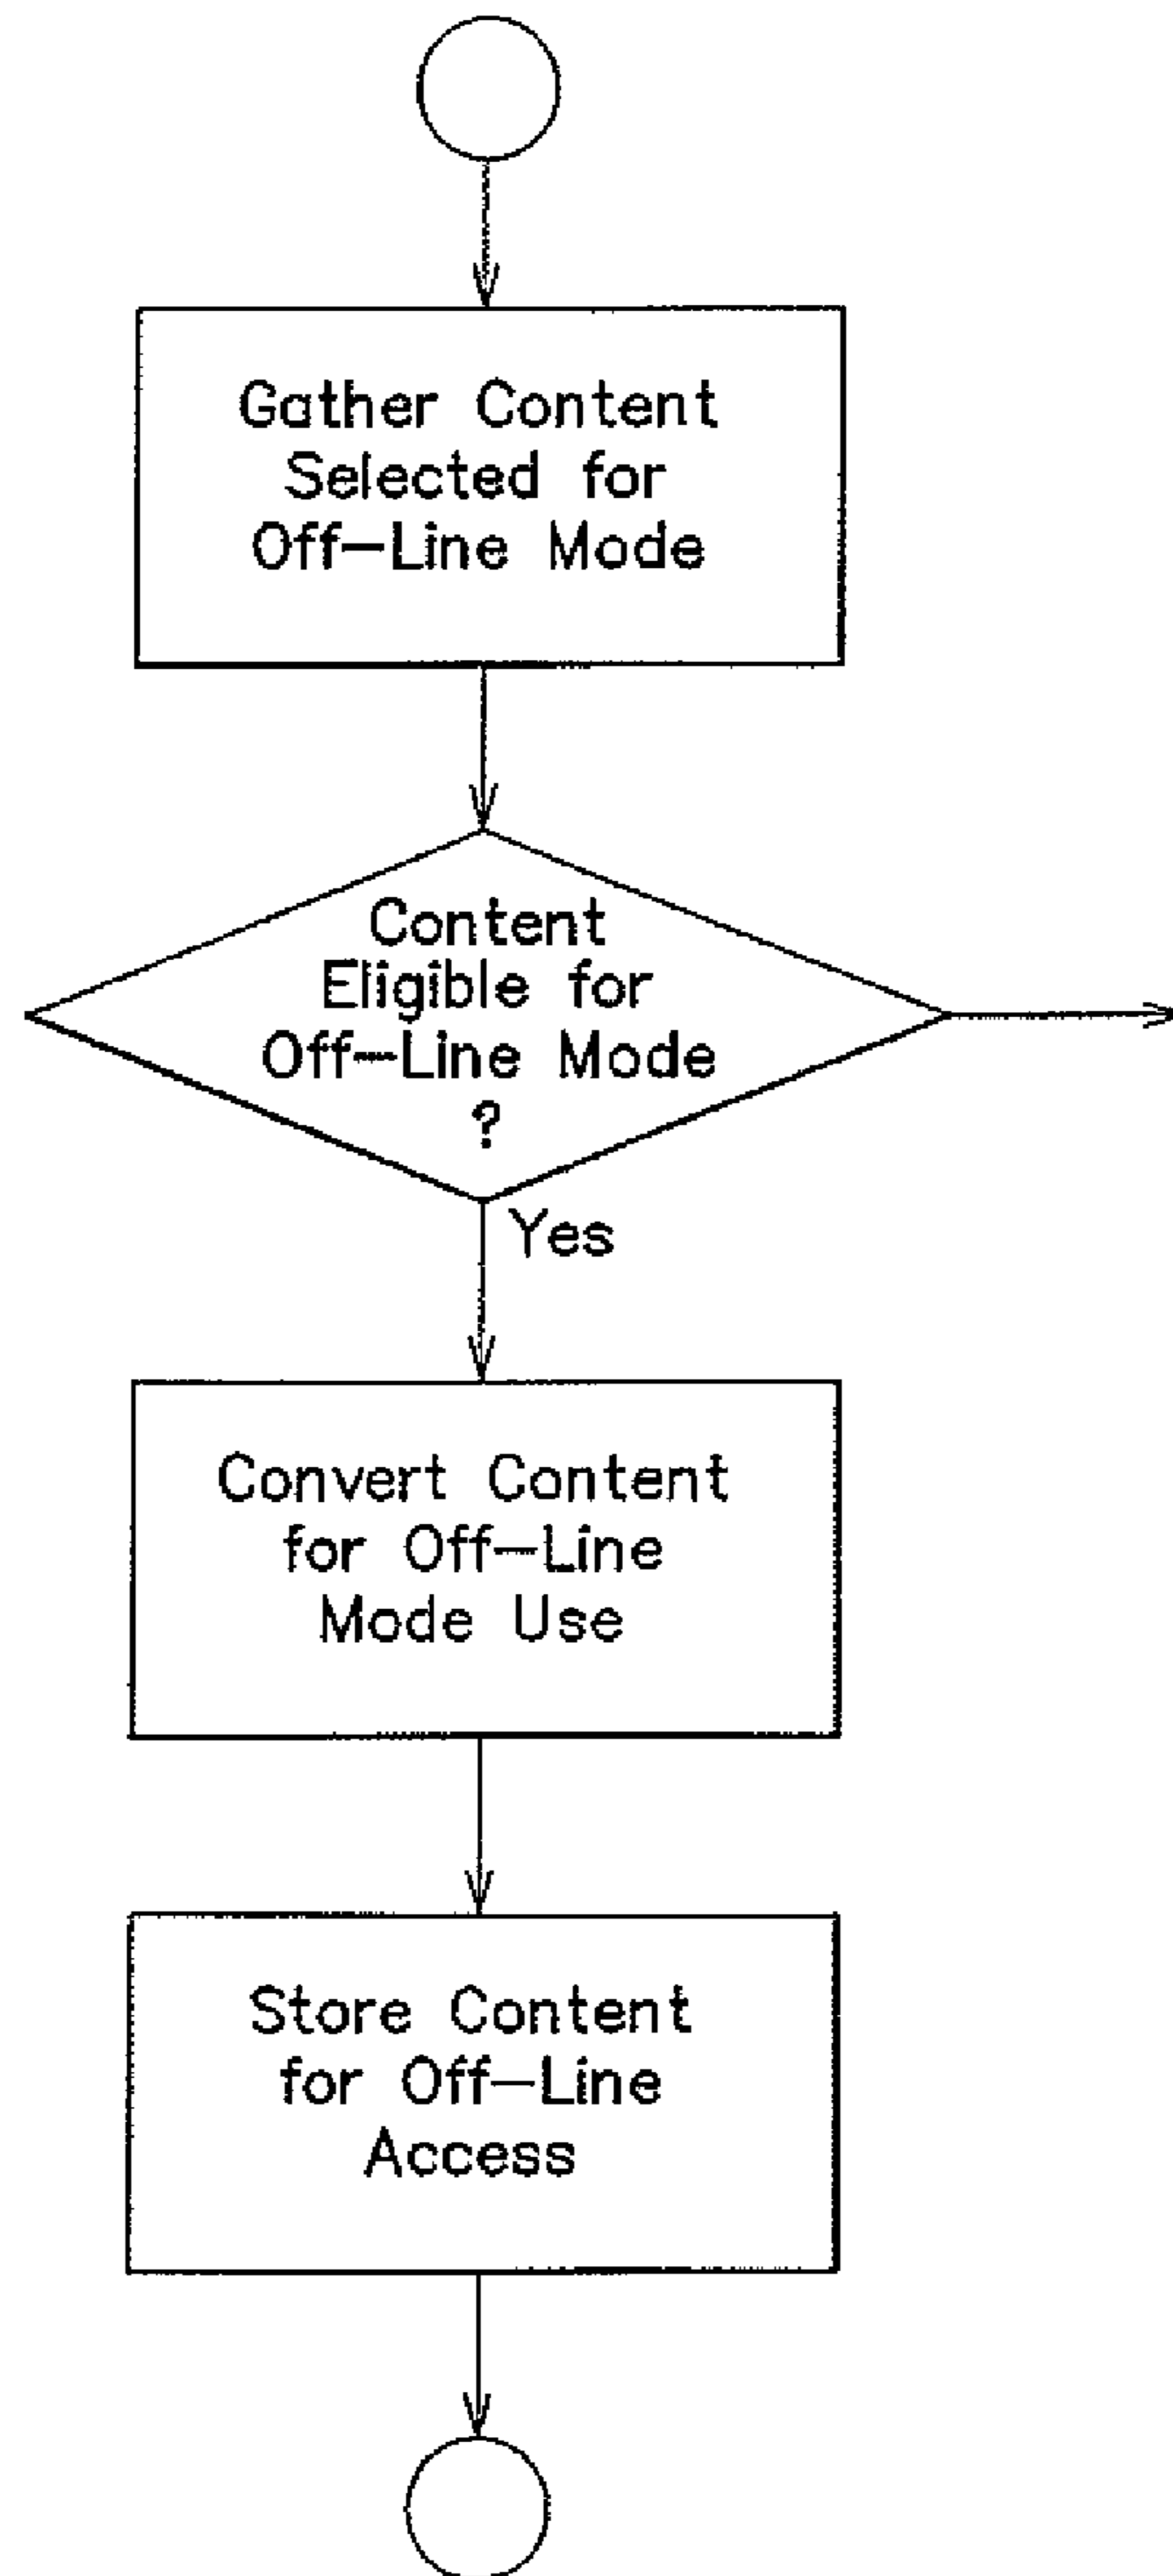 Gather Content
Selected for
Off-Line Mode
Content
Eligible for
Off-Line Mode
?
Yes
Convert Content
for Off-Line
Mode Use
Store Content
for Off-Line
Access